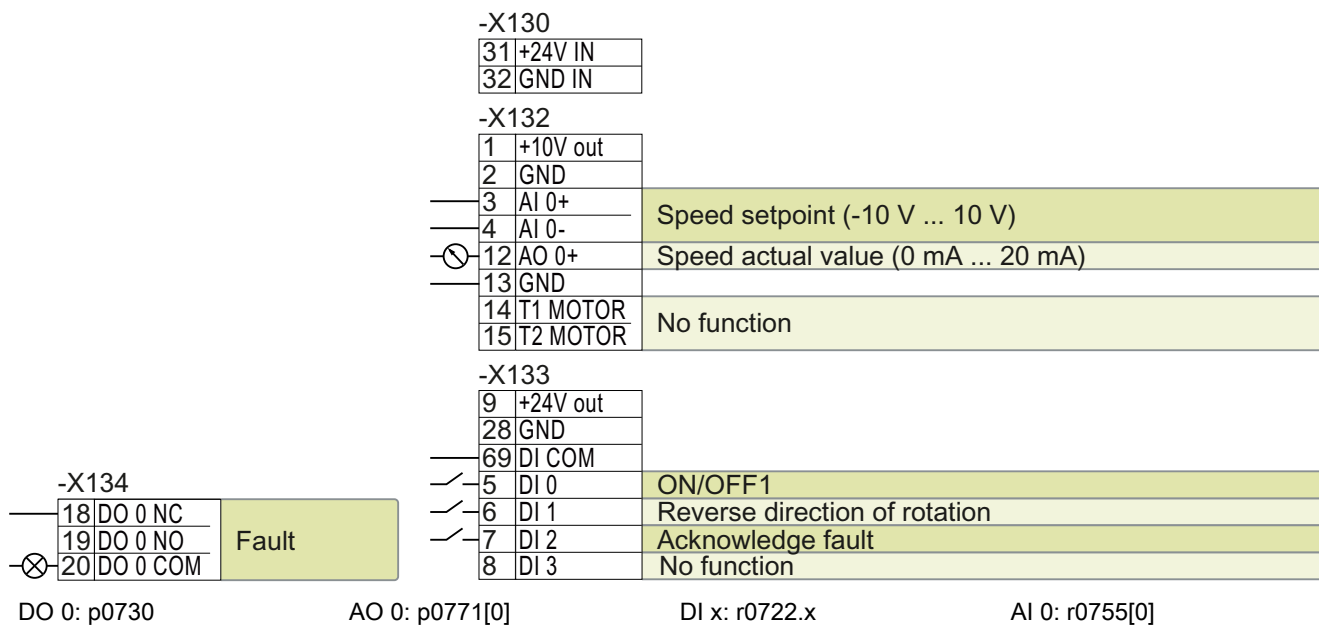 -X130
31 +24V IN
32 GND IN
-X132
1 +10V out
2 GND
3 AI 0+
4 AI 0-
Speed setpoint (-10 V ... 10 V)
12 AO 0+ Speed actual value (0 mA ... 20 mA)
13 GND
14 T1 MOTOR
15 T2 MOTOR
No function
-X133
9 +24V out
28 GND
69 DI COM
5 DI 0 ON/OFF1
6 DI 1 Reverse direction of rotation
7 DI 2 Acknowledge fault
8 DI 3 No function
-X134
18 DO 0 NC
19 DO 0 NO
20 DO 0 COM
Fault
DO 0: p0730 AO 0: p0771[0] DI x: r0722.x AI 0: r0755[0]